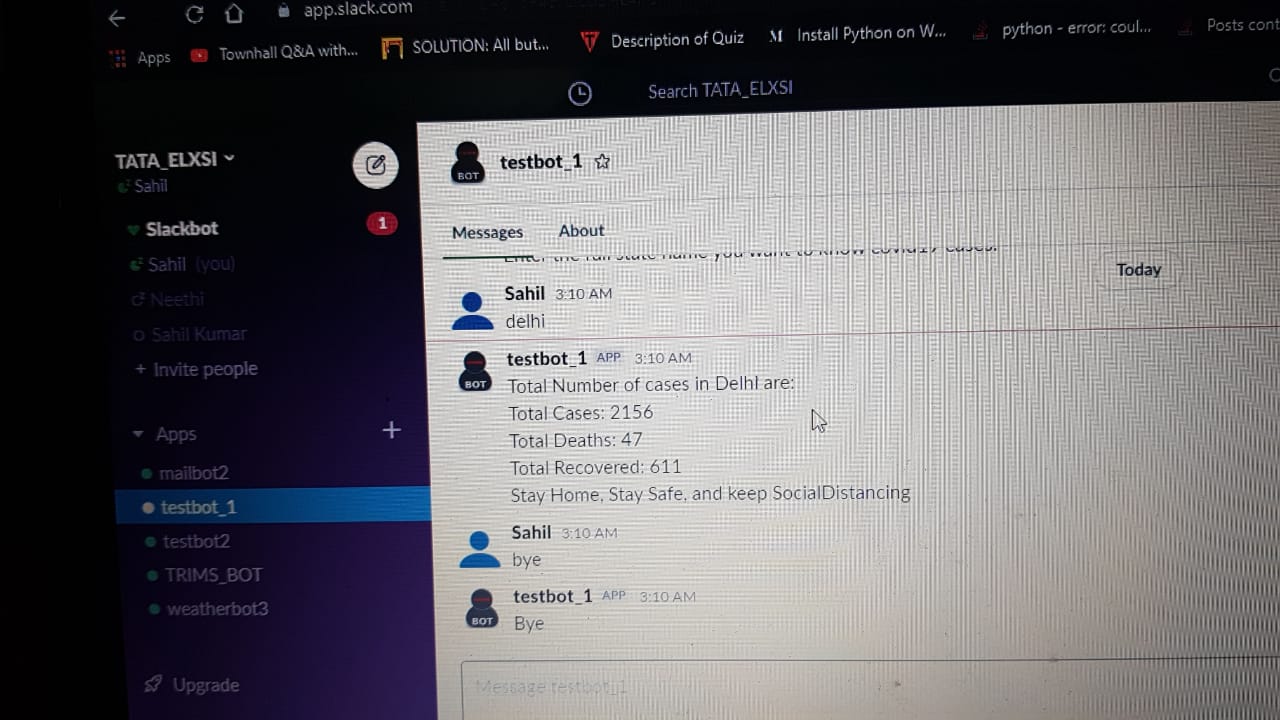 app.slack.com
Apps
Townhall Q&A with...
SOLUTION: All but...
Description of Quiz
M Install Python on W...
python - error: coul...
Posts cont
Search TATA_ELXSI
TATA_ELXSI
Sahil
Slackbot 1
Sahil (you)
Neethi
Sahil Kumar
+ Invite people
Apps +
mailbot2
testbot_1
testbot2
TRIMS_BOT
weatherbot3
Upgrade
BOT
testbot_1
Messages About
Enter the full state name you want to know covid19 cases.
Today
Sahil 3:10 AM
delhi
BOT
testbot_1 APP 3:10 AM
Total Number of cases in DelhI are:
Total Cases: 2156
Total Deaths: 47
Total Recovered: 611
Stay Home, Stay Safe, and keep SocialDistancing
Sahil 3:10 AM
bye
BOT
testbot_1 APP 3:10 AM
Bye
Message testbot_1